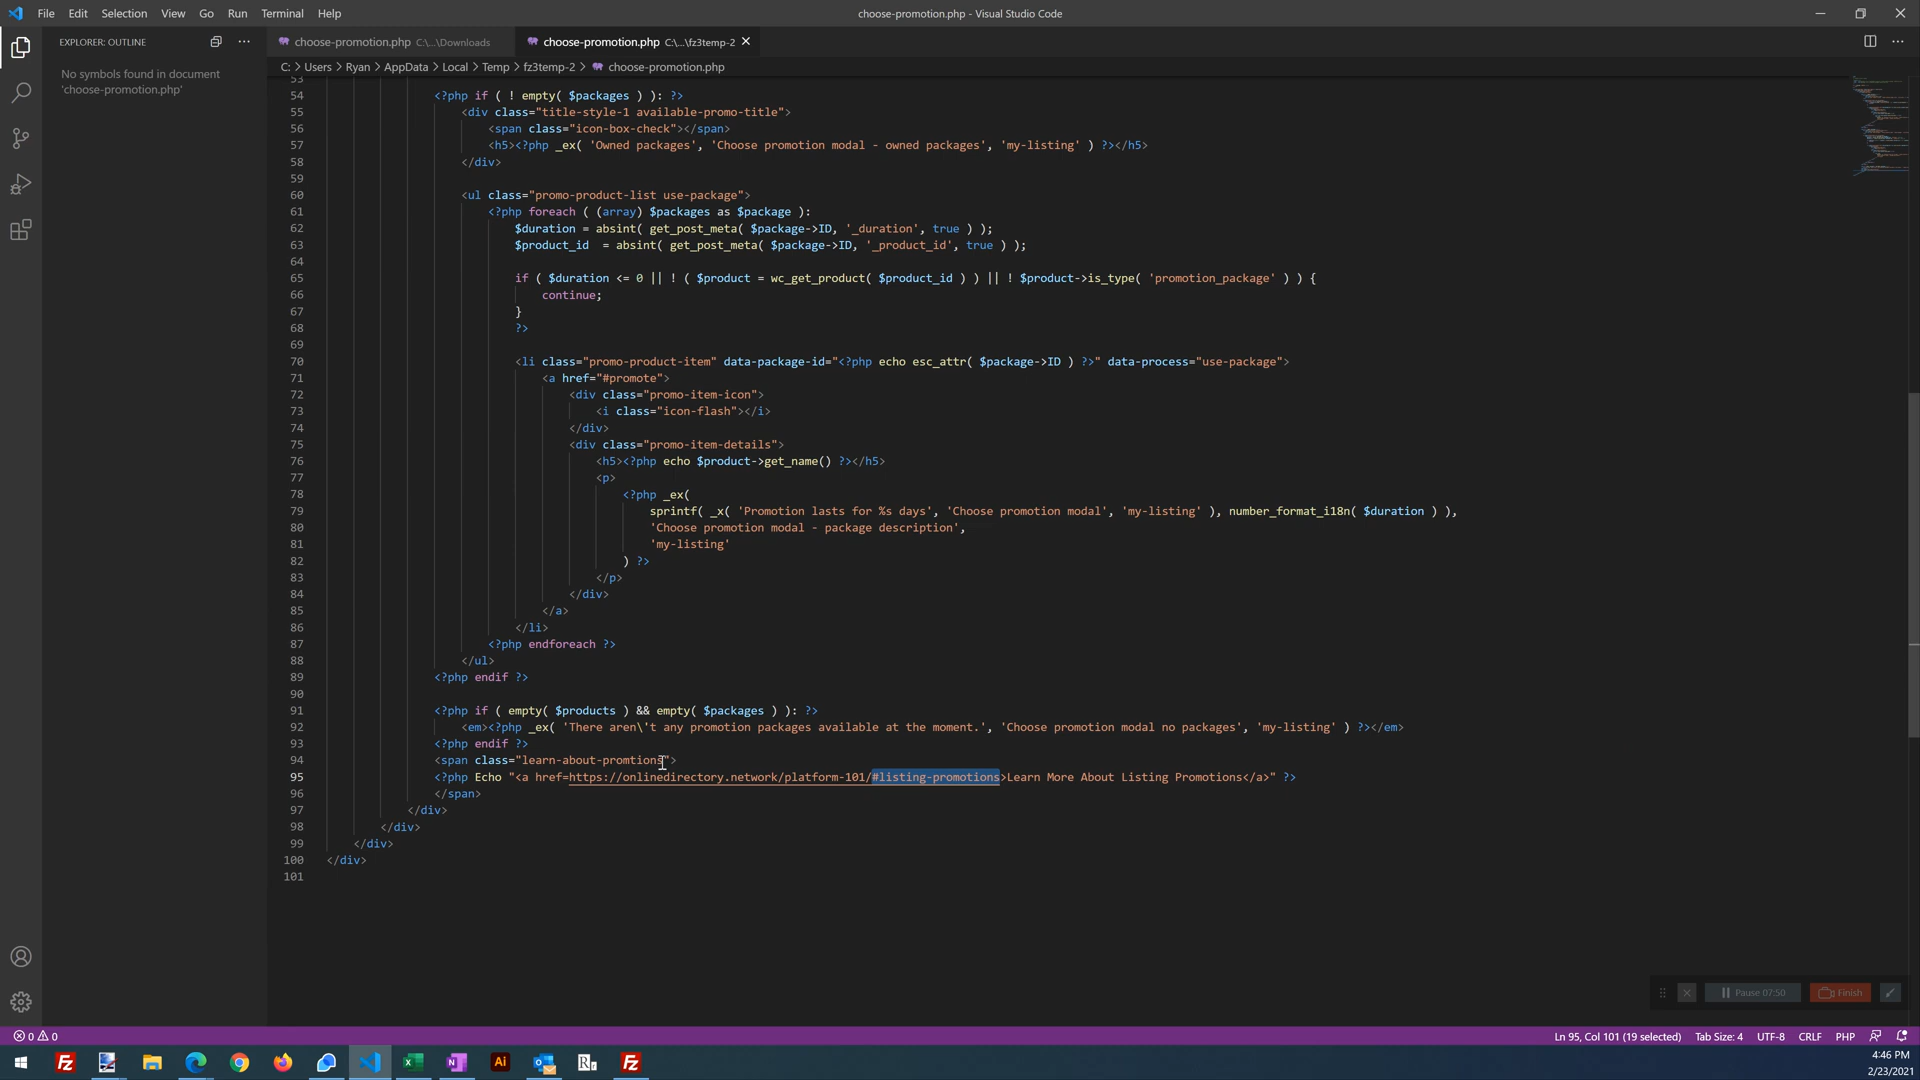 File Edit Selection View Go Run Terminal Help
choose-promotion.php - Visual Studio Code
EXPLORER: OUTLINE
No symbols found in document
'choose-promotion.php'
choose-promotion.php C:\...\Downloads
choose-promotion.php C:\...\fz3temp-2
C: > Users > Ryan > AppData > Local > Temp > fz3temp-2 > choose-promotion.php
53
54 <?php if ( ! empty( $packages ) ): ?>
55 <div class="title-style-1 available-promo-title">
56 <span class="icon-box-check"></span>
57 <h5><?php _ex( 'Owned packages', 'Choose promotion modal - owned packages', 'my-listing' ) ?></h5>
58 </div>
59
60 <ul class="promo-product-list use-package">
61 <?php foreach ( (array) $packages as $package ):
62 $duration = absint( get_post_meta( $package->ID, '_duration', true ) );
63 $product_id  = absint( get_post_meta( $package->ID, '_product_id', true ) );
64
65 if ( $duration <= 0 || ! ( $product = wc_get_product( $product_id ) ) || ! $product->is_type( 'promotion_package' ) ) {
66 continue;
67 }
68 ?>
69
70 <li class="promo-product-item" data-package-id="<?php echo esc_attr( $package->ID ) ?>" data-process="use-package">
71 <a href="#promote">
72 <div class="promo-item-icon">
73 <i class="icon-flash"></i>
74 </div>
75 <div class="promo-item-details">
76 <h5><?php echo $product->get_name() ?></h5>
77 <p>
78 <?php _ex(
79 sprintf( _x( 'Promotion lasts for %s days', 'Choose promotion modal', 'my-listing' ), number_format_i18n( $duration ) ),
80 'Choose promotion modal - package description',
81 'my-listing'
82 ) ?>
83 </p>
84 </div>
85 </a>
86 </li>
87 <?php endforeach ?>
88 </ul>
89 <?php endif ?>
90
91 <?php if ( empty( $products ) && empty( $packages ) ): ?>
92 <em><?php _ex( 'There aren\'t any promotion packages available at the moment.', 'Choose promotion modal no packages', 'my-listing' ) ?></em>
93 <?php endif ?>
94 <span class="learn-about-promtions">
95 <?php Echo "<a href=https://onlinedirectory.network/platform-101/#listing-promotions>Learn More About Listing Promotions</a>" ?>
96 </span>
97 </div>
98 </div>
99 </div>
100 </div>
101
Pause 07:50 Finish
0 0
Ln 95, Col 101 (19 selected) Tab Size: 4 UTF-8 CRLF PHP
4:46 PM
2/23/2021